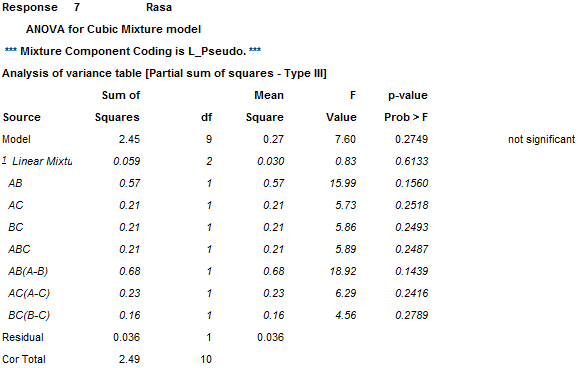 Response 7 Rasa
ANOVA for Cubic Mixture model
*** Mixture Component Coding is L_Pseudo. ***
Analysis of variance table [Partial sum of squares - Type III]
Sum of Mean F p-value
Source Squares df Square Value Prob > F
Model 2.45 9 0.27 7.60 0.2749 not significant
1 Linear Mixtu 0.059 2 0.030 0.83 0.6133
AB 0.57 1 0.57 15.99 0.1560
AC 0.21 1 0.21 5.73 0.2518
BC 0.21 1 0.21 5.86 0.2493
ABC 0.21 1 0.21 5.89 0.2487
AB(A-B) 0.68 1 0.68 18.92 0.1439
AC(A-C) 0.23 1 0.23 6.29 0.2416
BC(B-C) 0.16 1 0.16 4.56 0.2789
Residual 0.036 1 0.036
Cor Total 2.49 10